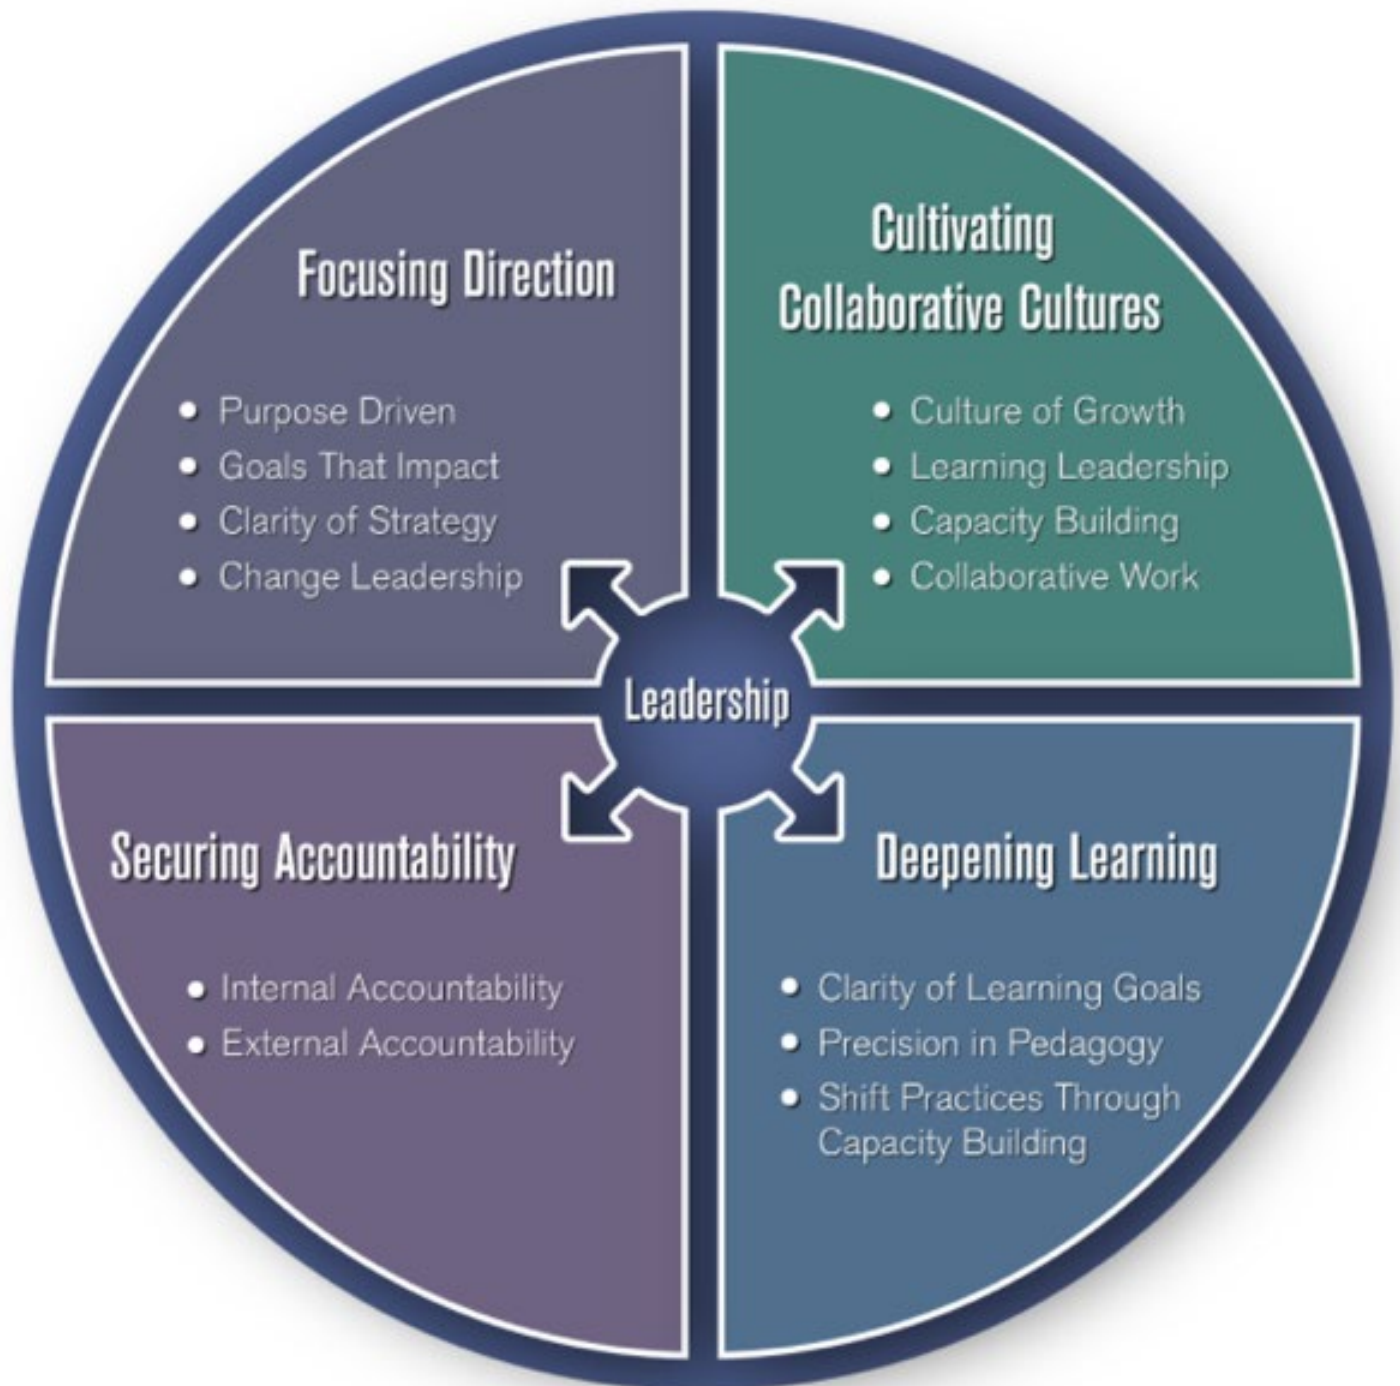 Focusing Direction
• Purpose Driven
• Goals That Impact
• Clarity of Strategy
• Change Leadership
Cultivating
Collaborative Cultures
• Culture of Growth
• Learning Leadership
• Capacity Building
• Collaborative Work
Leadership
Securing Accountability
• Internal Accountability
• External Accountability
Deepening Learning
• Clarity of Learning Goals
• Precision in Pedagogy
• Shift Practices Through
Capacity Building